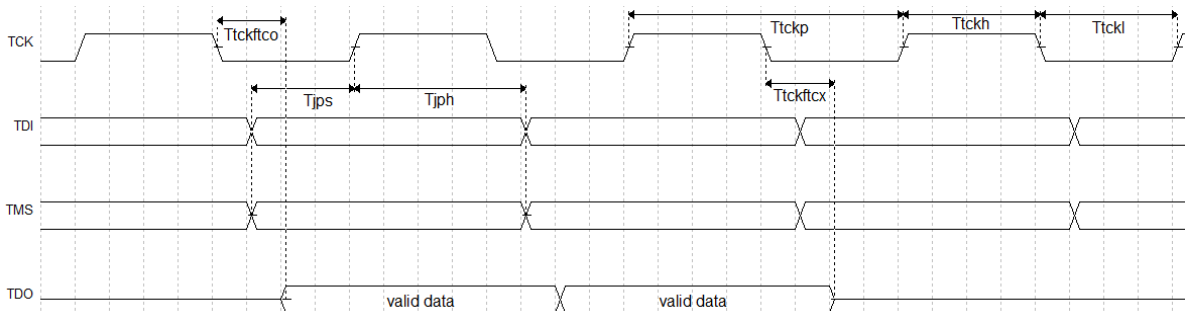 TCK
Ttckftco
Ttckp
Ttckh
Ttckl
Tjps
Tjph
Ttckftcx
TDI
TMS
TDO
valid data
valid data